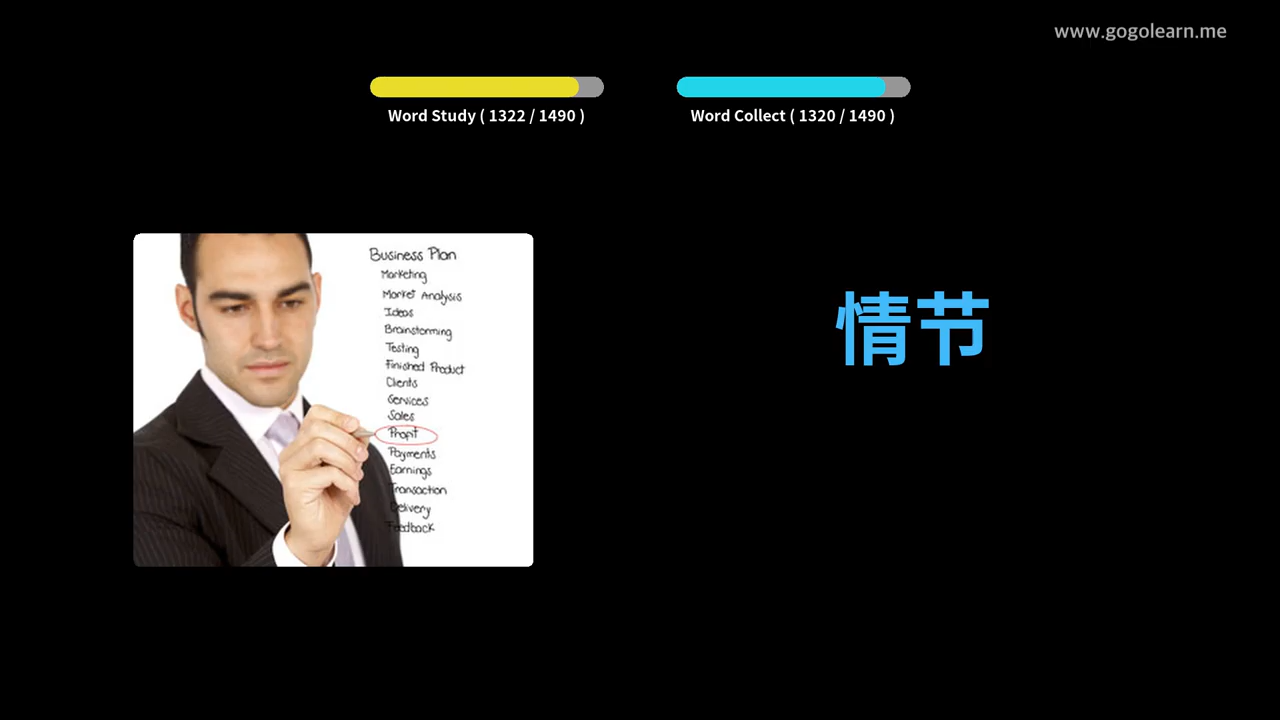 www.gogolearn.me
Word Study ( 1322 / 1490 )
Word Collect ( 1320 / 1490 )
Business Plan
Marketing
Market Analysis
Ideas
Brainstorming
Testing
Finished Product
Clients
Services
Sales
Profit
Payments
Earnings
Transaction
Delivery
Feedback
情节